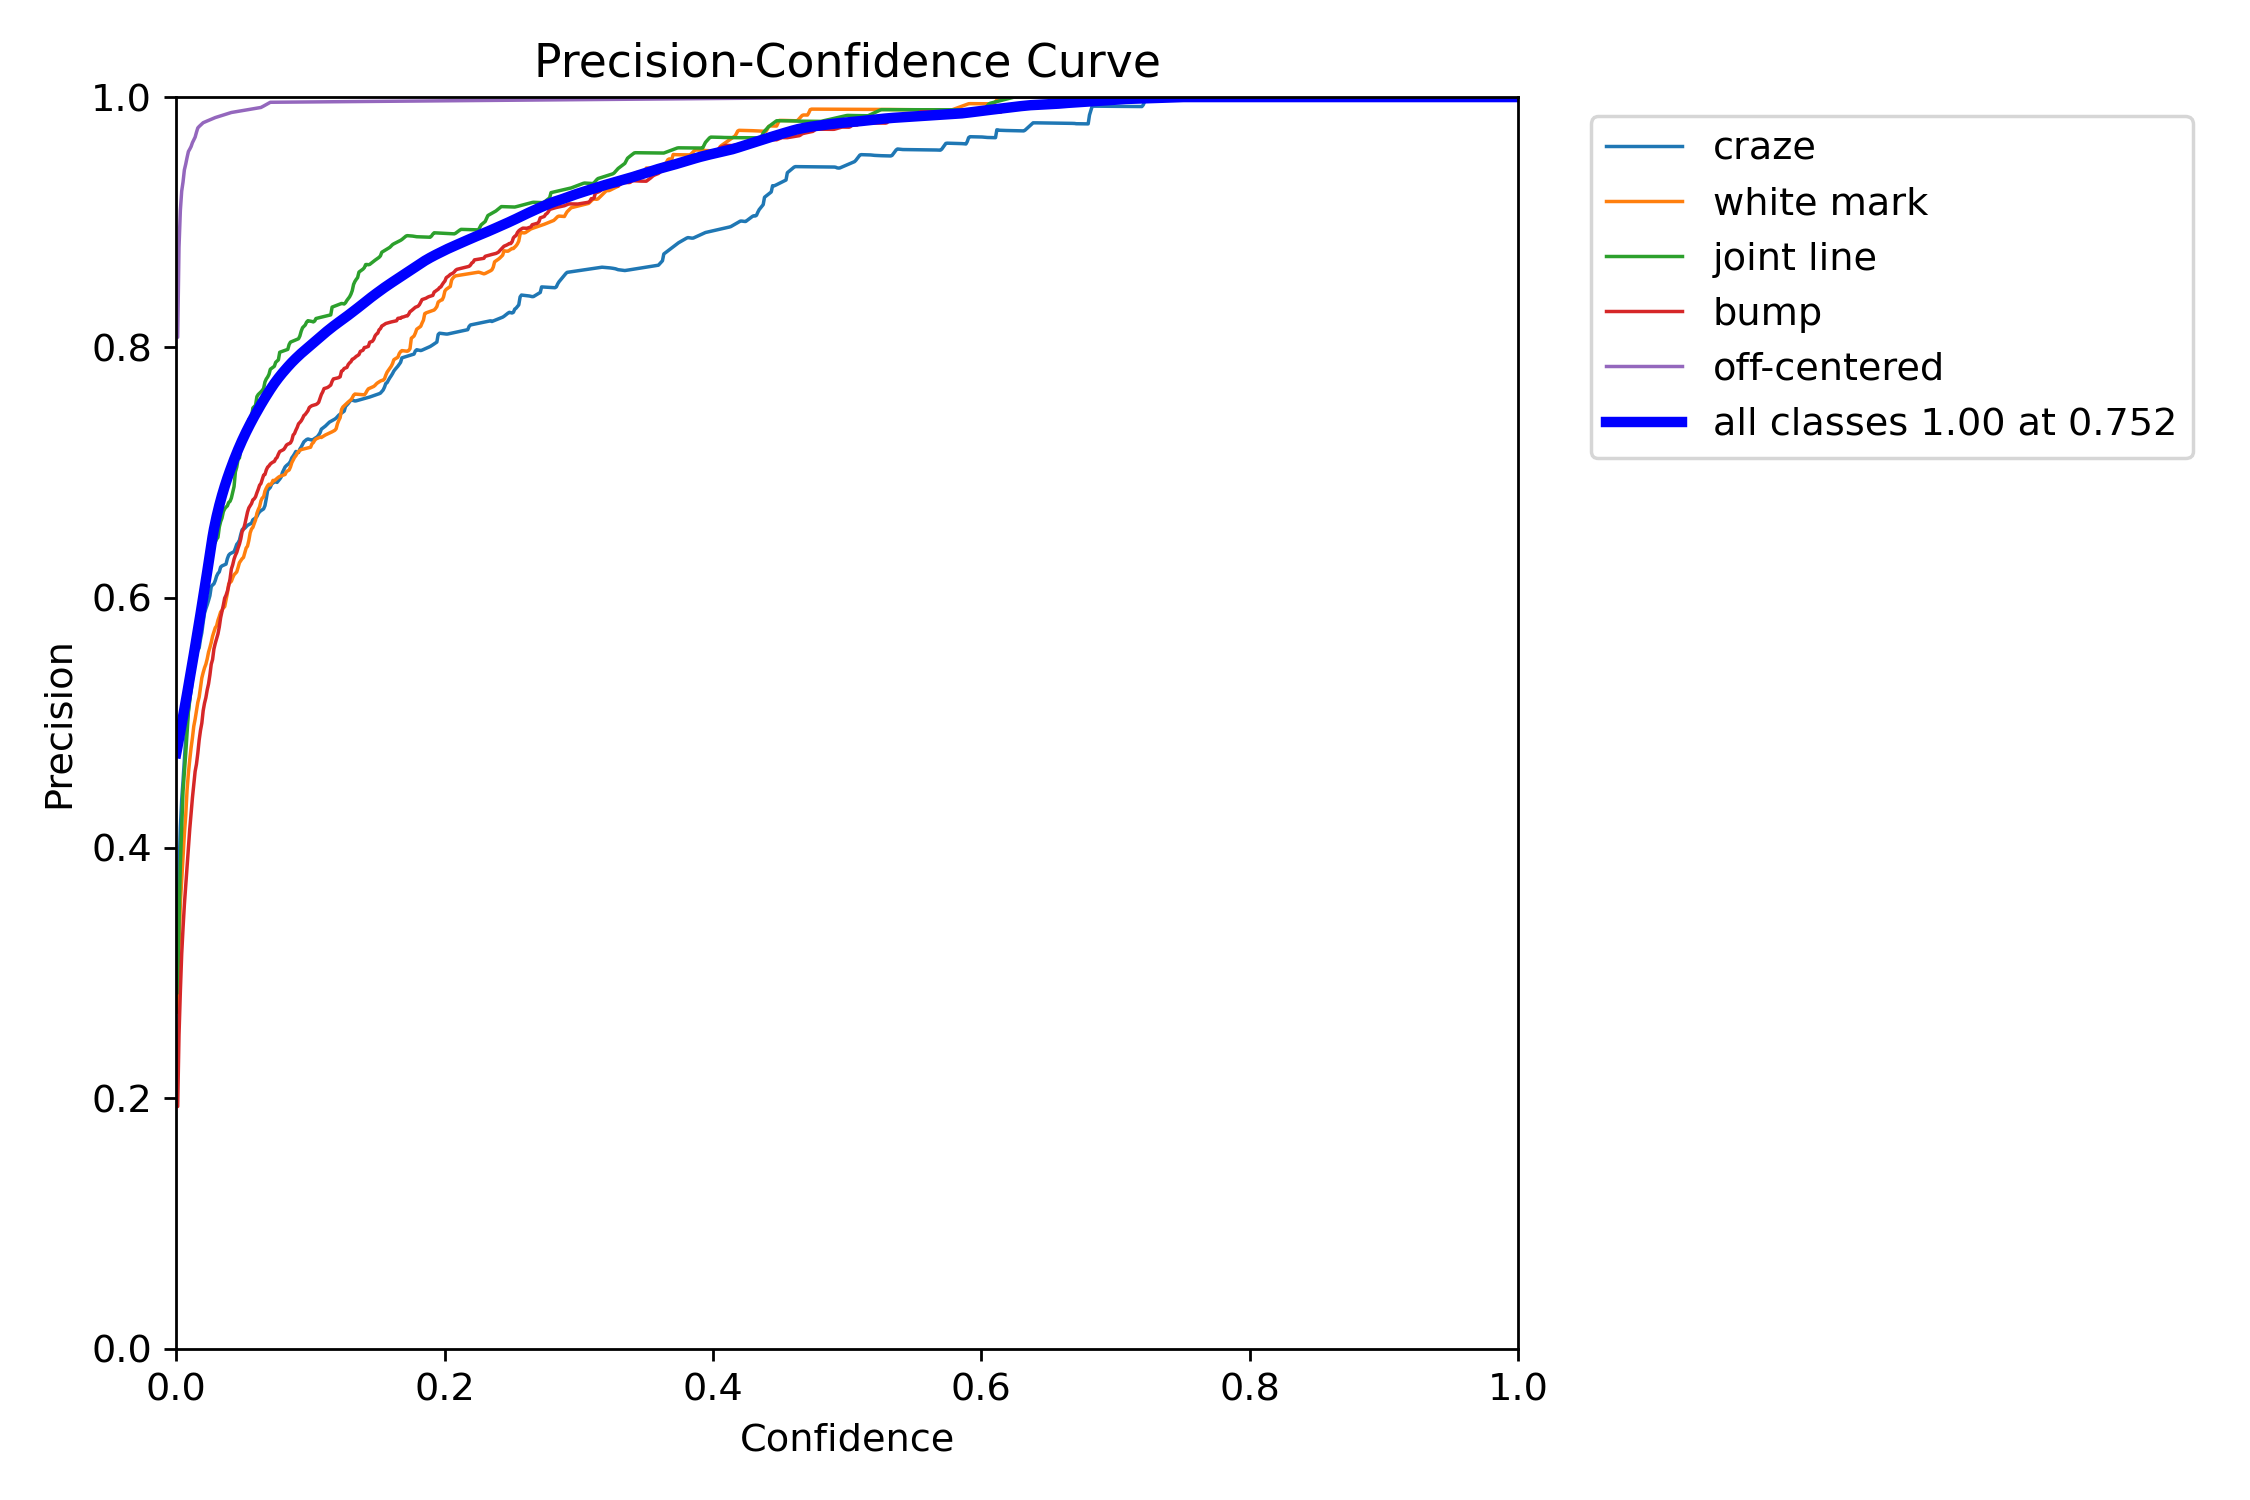 Precision-Confidence Curve
1.0
0.8
0.6
0.4
0.2
0.0
Precision
0.0 0.2 0.4 0.6 0.8 1.0
Confidence
craze
white mark
joint line
bump
off-centered
all classes 1.00 at 0.752